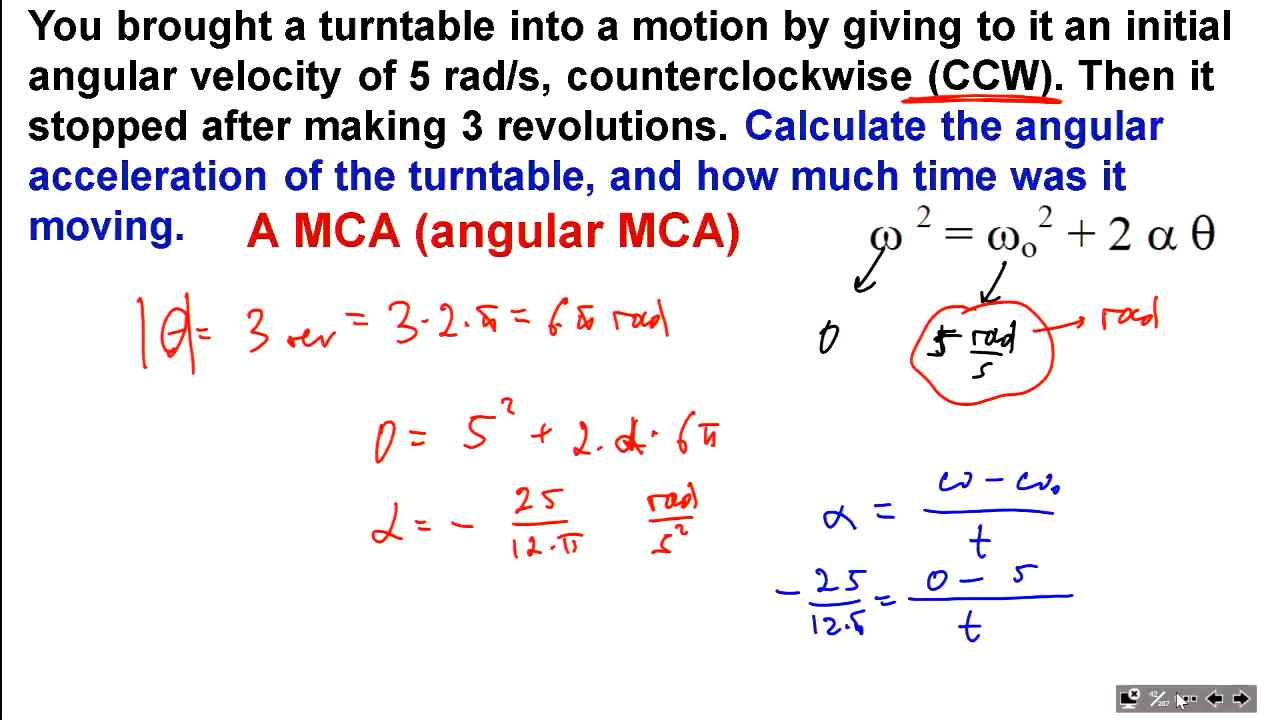 You brought a turntable into a motion by giving to it an initial
angular velocity of 5 rad/s, counterclockwise (CCW). Then it
stopped after making 3 revolutions. Calculate the angular
acceleration of the turntable, and how much time was it
moving. A MCA (angular MCA)
ω² = ω₀² + 2 α θ
|θ| = 3 rev = 3 · 2 · π = 6π rad
0 5 rad/s → rad
0 = 5² + 2 · α · 6π
α = - 25/12·π rad/s²
α = ω - ω₀/t
- 25/12·π = 0 - 5/t
42/207